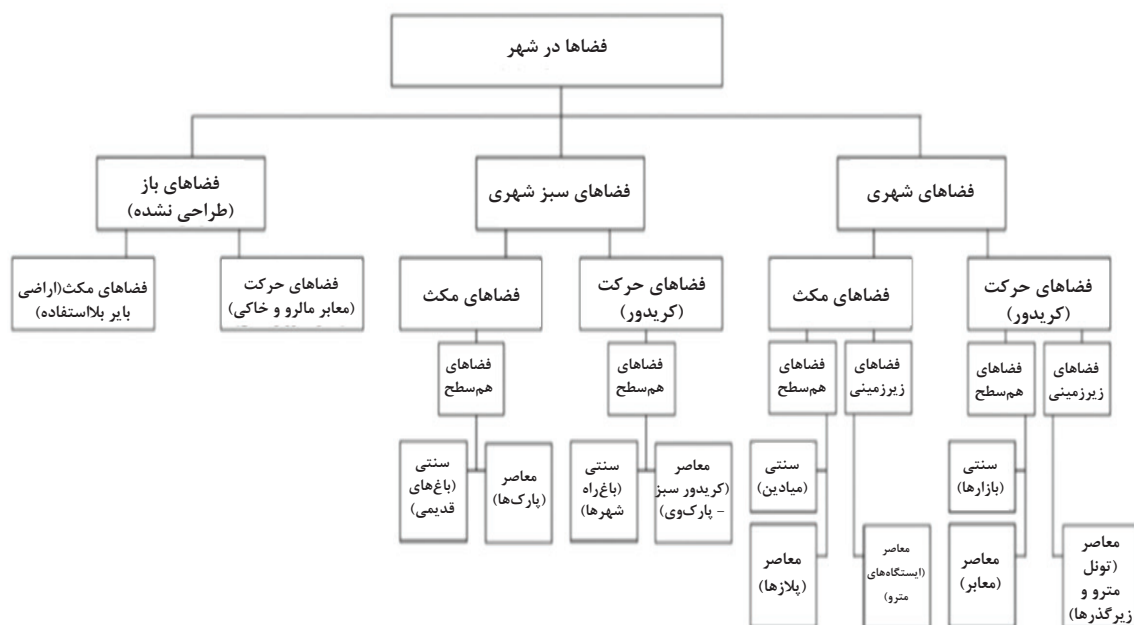 فضاها در شهر
فضاهای شهری
فضاهای سبز شهری
فضاهای باز
(طراحی نشده)
فضاهای حرکت
(کریدور)
فضاهای مکث
فضاهای حرکت
(کریدور)
فضاهای مکث
فضاهای حرکت
(معابر مالرو و خاکی)
فضاهای مکث(اراضی
بایر بلااستفاده)
فضاهای
زیرزمینی
فضاهای
هم‌سطح
فضاهای
زیرزمینی
فضاهای
هم‌سطح
فضاهای
هم‌سطح
فضاهای
هم‌سطح
سنتی
(بازارها)
سنتی
(میادین)
معاصر
(کریدور سبز
– پارک‌وی)
سنتی
(باغ‌راه
شهرها)
معاصر
(پارک‌ها)
سنتی
(باغ‌های
قدیمی)
معاصر
(تونل
مترو و
زیرگذرها)
معاصر
(معابر)
معاصر
(ایستگاه‌های
مترو)
معاصر
(پلازها)